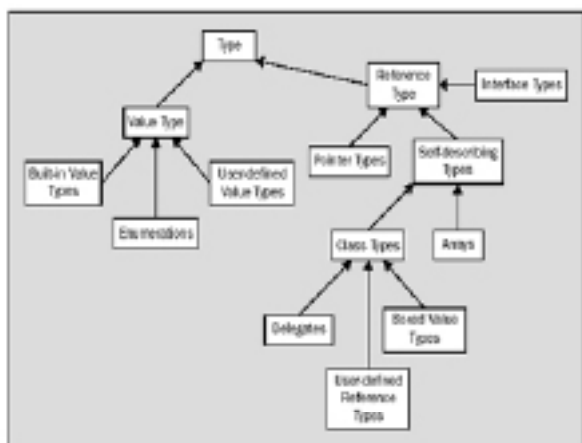 Type
Reference
Type
Interface Types
Value Type
Pointer Types
Self-describing
Types
Built-in Value
Types
User-defined
Value Types
Enumerations
Class Types
Arrays
Delegates
Boxed Value
Types
User-defined
Reference
Types